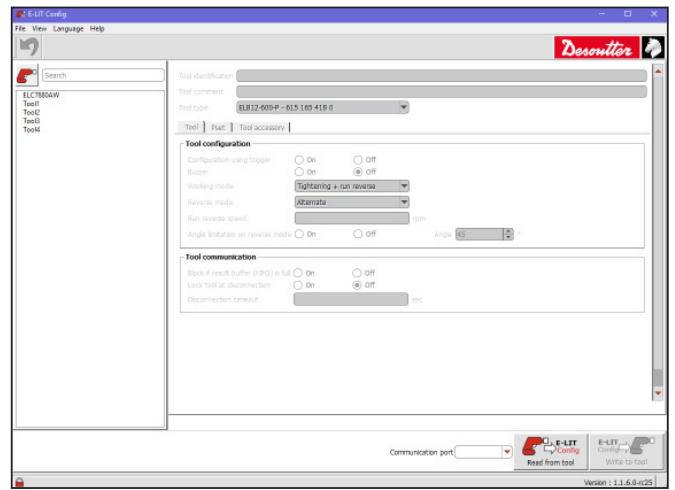 E-LIT Config
File View Language Help
Desoutter
Search
ELC7880AW
Tool1
Tool2
Tool3
Tool4
Tool identification
Tool comment
Tool type ELB12-600-P - 615 165 418 0
Tool Pset Tool accessory
Tool configuration
Configuration using trigger On Off
Buzzer On Off
Working mode Tightening + run reverse
Reverse mode Alternate
Run reverse speed rpm
Angle limitation on reverse mode On Off Angle 45 °
Tool communication
Block if result buffer (FIFO) is full On Off
Lock tool at disconnection On Off
Disconnection timeout sec
Communication port
E-LIT Config
Read from tool
E-LIT Config
Write to tool
Version : 1.1.6.0-rc25